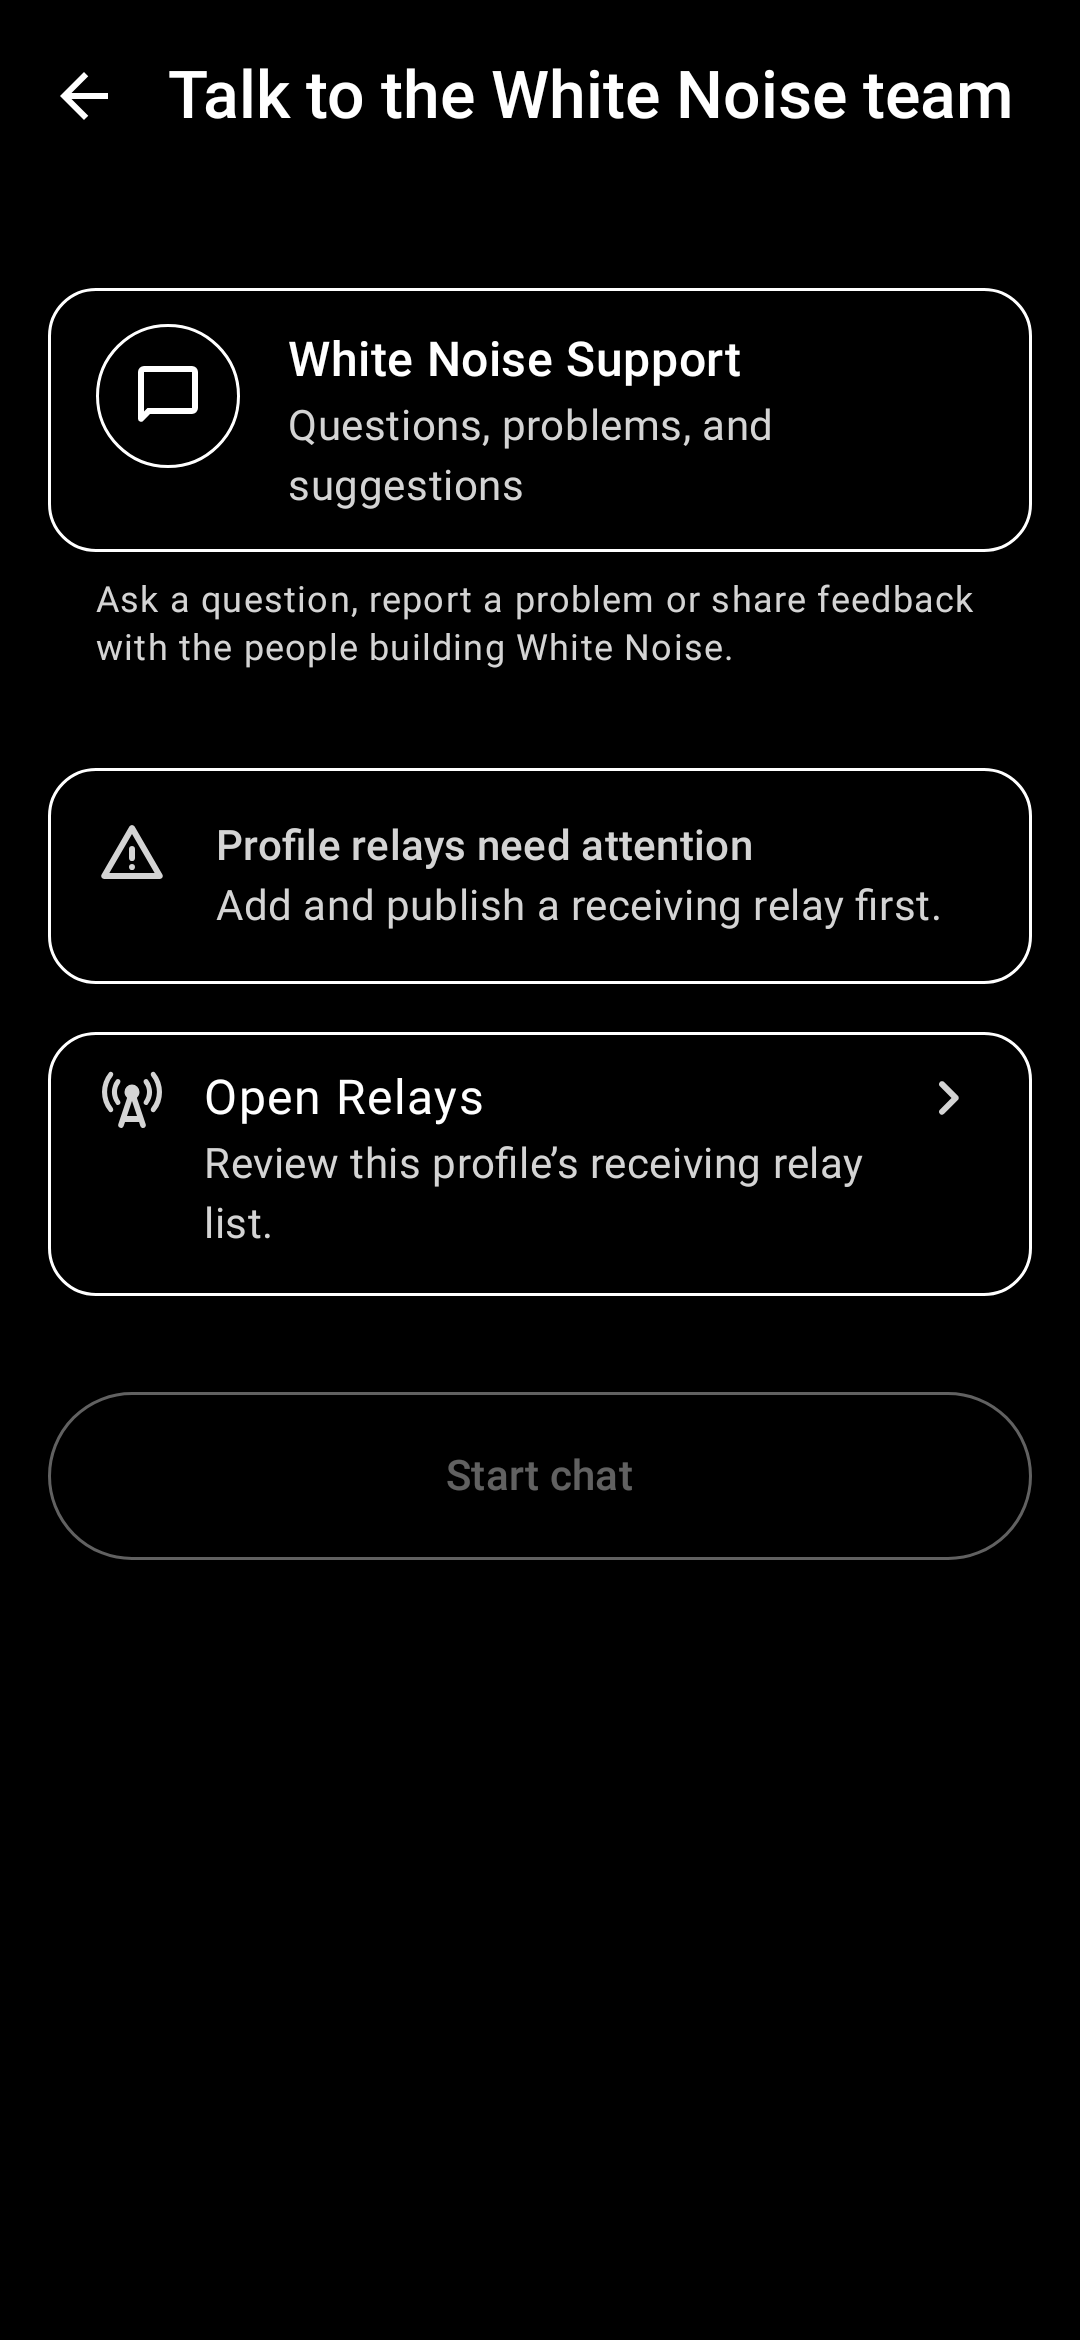 Talk to the White Noise team
White Noise Support
Questions, problems, and
suggestions
Ask a question, report a problem or share feedback
with the people building White Noise.
Profile relays need attention
Add and publish a receiving relay first.
Open Relays
Review this profile’s receiving relay
list.
Start chat